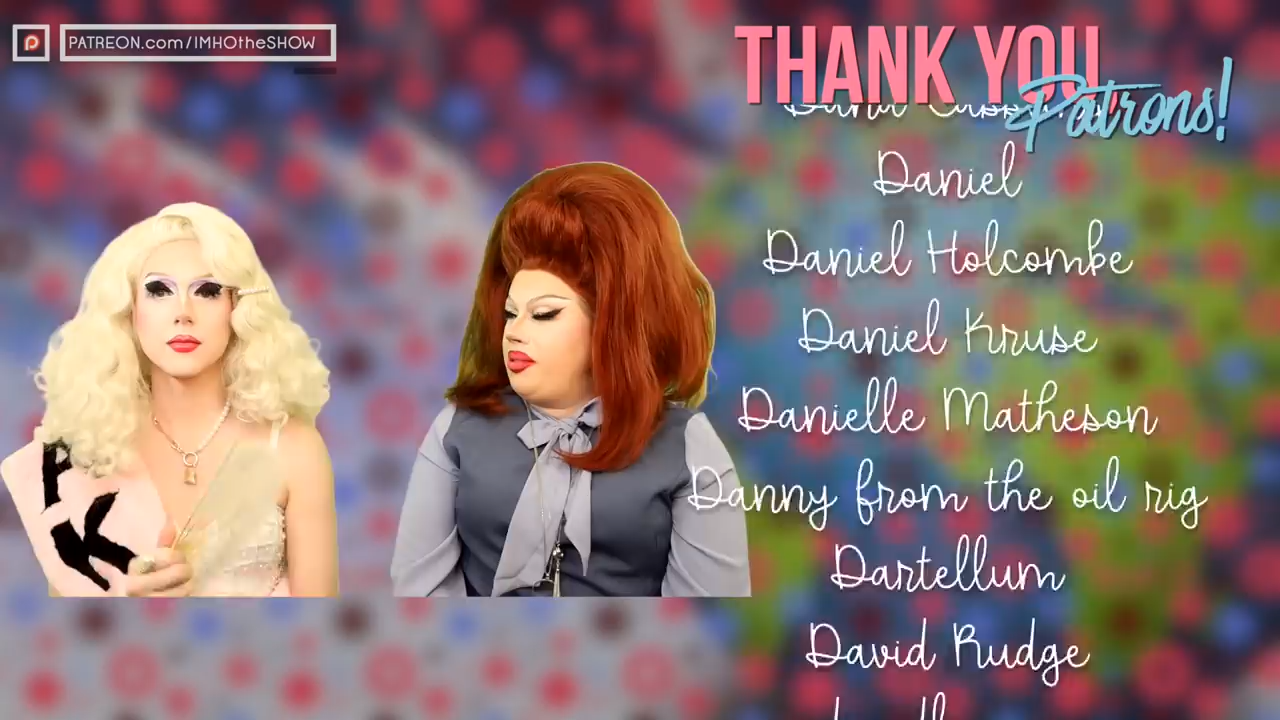 PATREON.com/IMHOtheSHOW
THANK YOU
Patrons!
Daniel
Daniel Holcombe
Daniel Kruse
Danielle Matheson
Danny from the oil rig
Dartellum
David Rudge